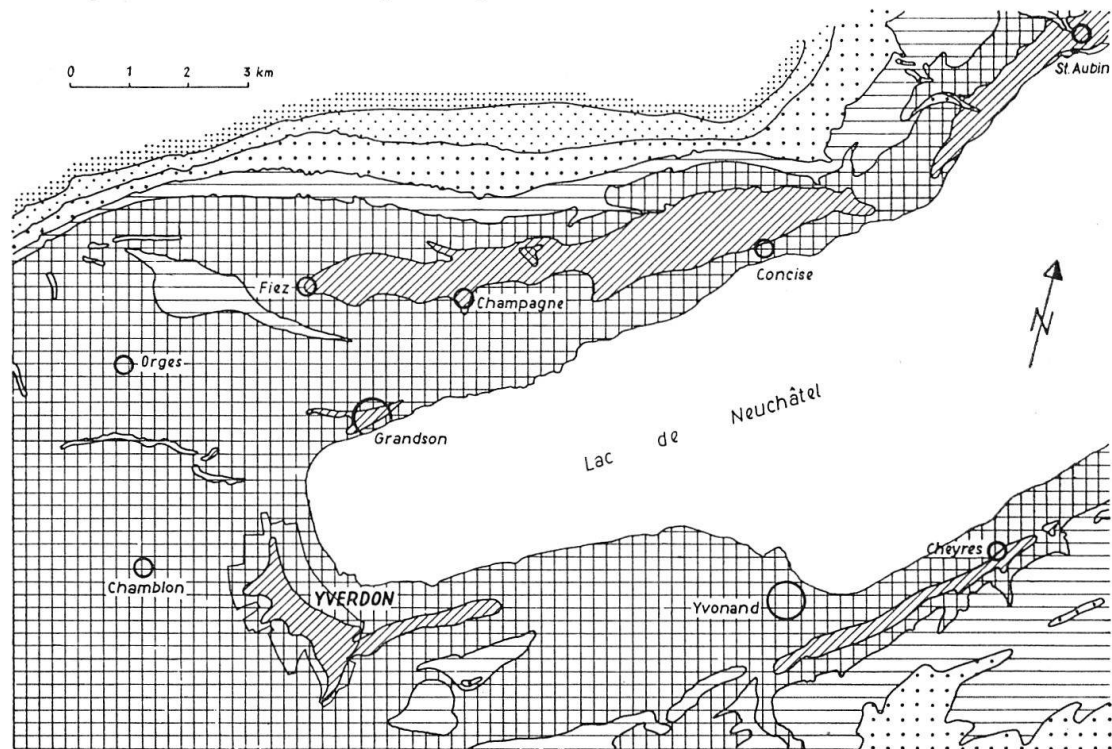 0 1 2 3 km
St. Aubin
Concise
Fiez
Champagne
N
Orges
Grandson
Lac de Neuchâtel
Cheyres
Chamblon
YVERDON
Yvonand